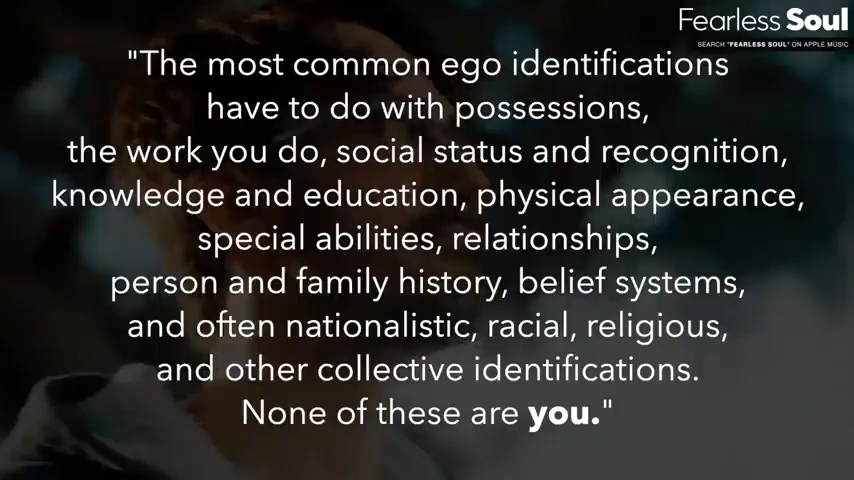 Fearless Soul
SEARCH "FEARLESS SOUL" ON APPLE MUSIC
"The most common ego identifications
have to do with possessions,
the work you do, social status and recognition,
knowledge and education, physical appearance,
special abilities, relationships,
person and family history, belief systems,
and often nationalistic, racial, religious,
and other collective identifications.
None of these are you."